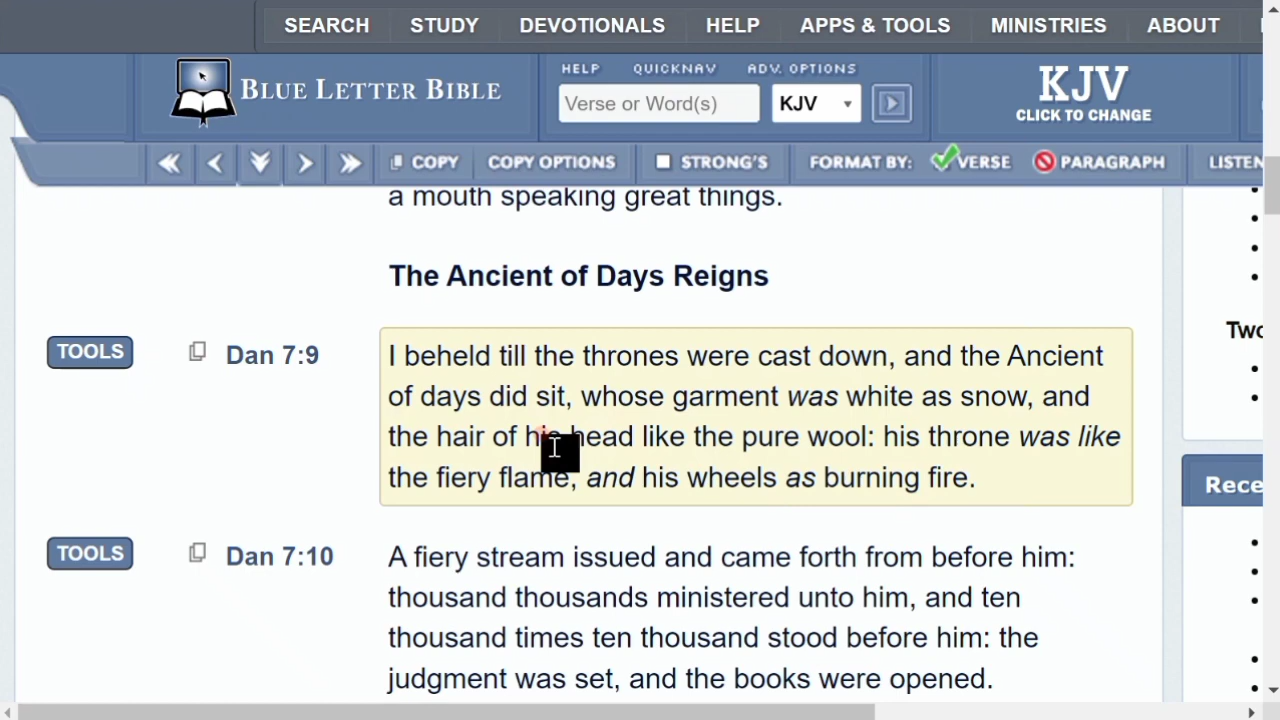 SEARCH STUDY DEVOTIONALS HELP APPS & TOOLS MINISTRIES ABOUT
BLUE LETTER BIBLE
HELP QUICKNAV ADV. OPTIONS
Verse or Word(s) KJV
KJV
CLICK TO CHANGE
COPY COPY OPTIONS STRONG'S FORMAT BY: VERSE PARAGRAPH LISTEN
a mouth speaking great things.
The Ancient of Days Reigns
TOOLS Dan 7:9
I beheld till the thrones were cast down, and the Ancient
of days did sit, whose garment was white as snow, and
the hair of his head like the pure wool: his throne was like
the fiery flame, and his wheels as burning fire.
TOOLS Dan 7:10
A fiery stream issued and came forth from before him:
thousand thousands ministered unto him, and ten
thousand times ten thousand stood before him: the
judgment was set, and the books were opened.
Two
Rece